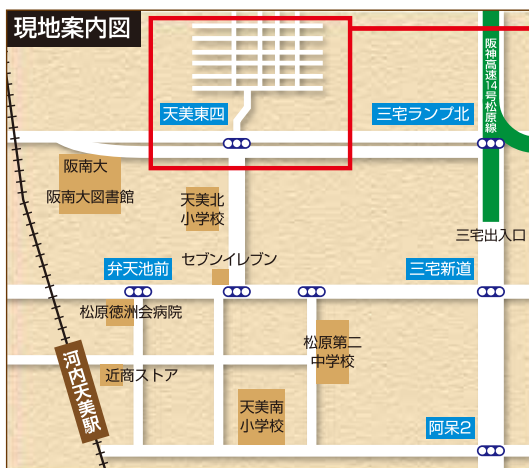 現地案内図
阪神高速14号松原線
天美東四
三宅ランプ北
阪南大
阪南大図書館
天美北
小学校
三宅出入口
セブンイレブン
弁天池前
三宅新道
松原徳洲会病院
松原第二
中学校
河内天美駅
近商ストア
天美南
小学校
阿呆2